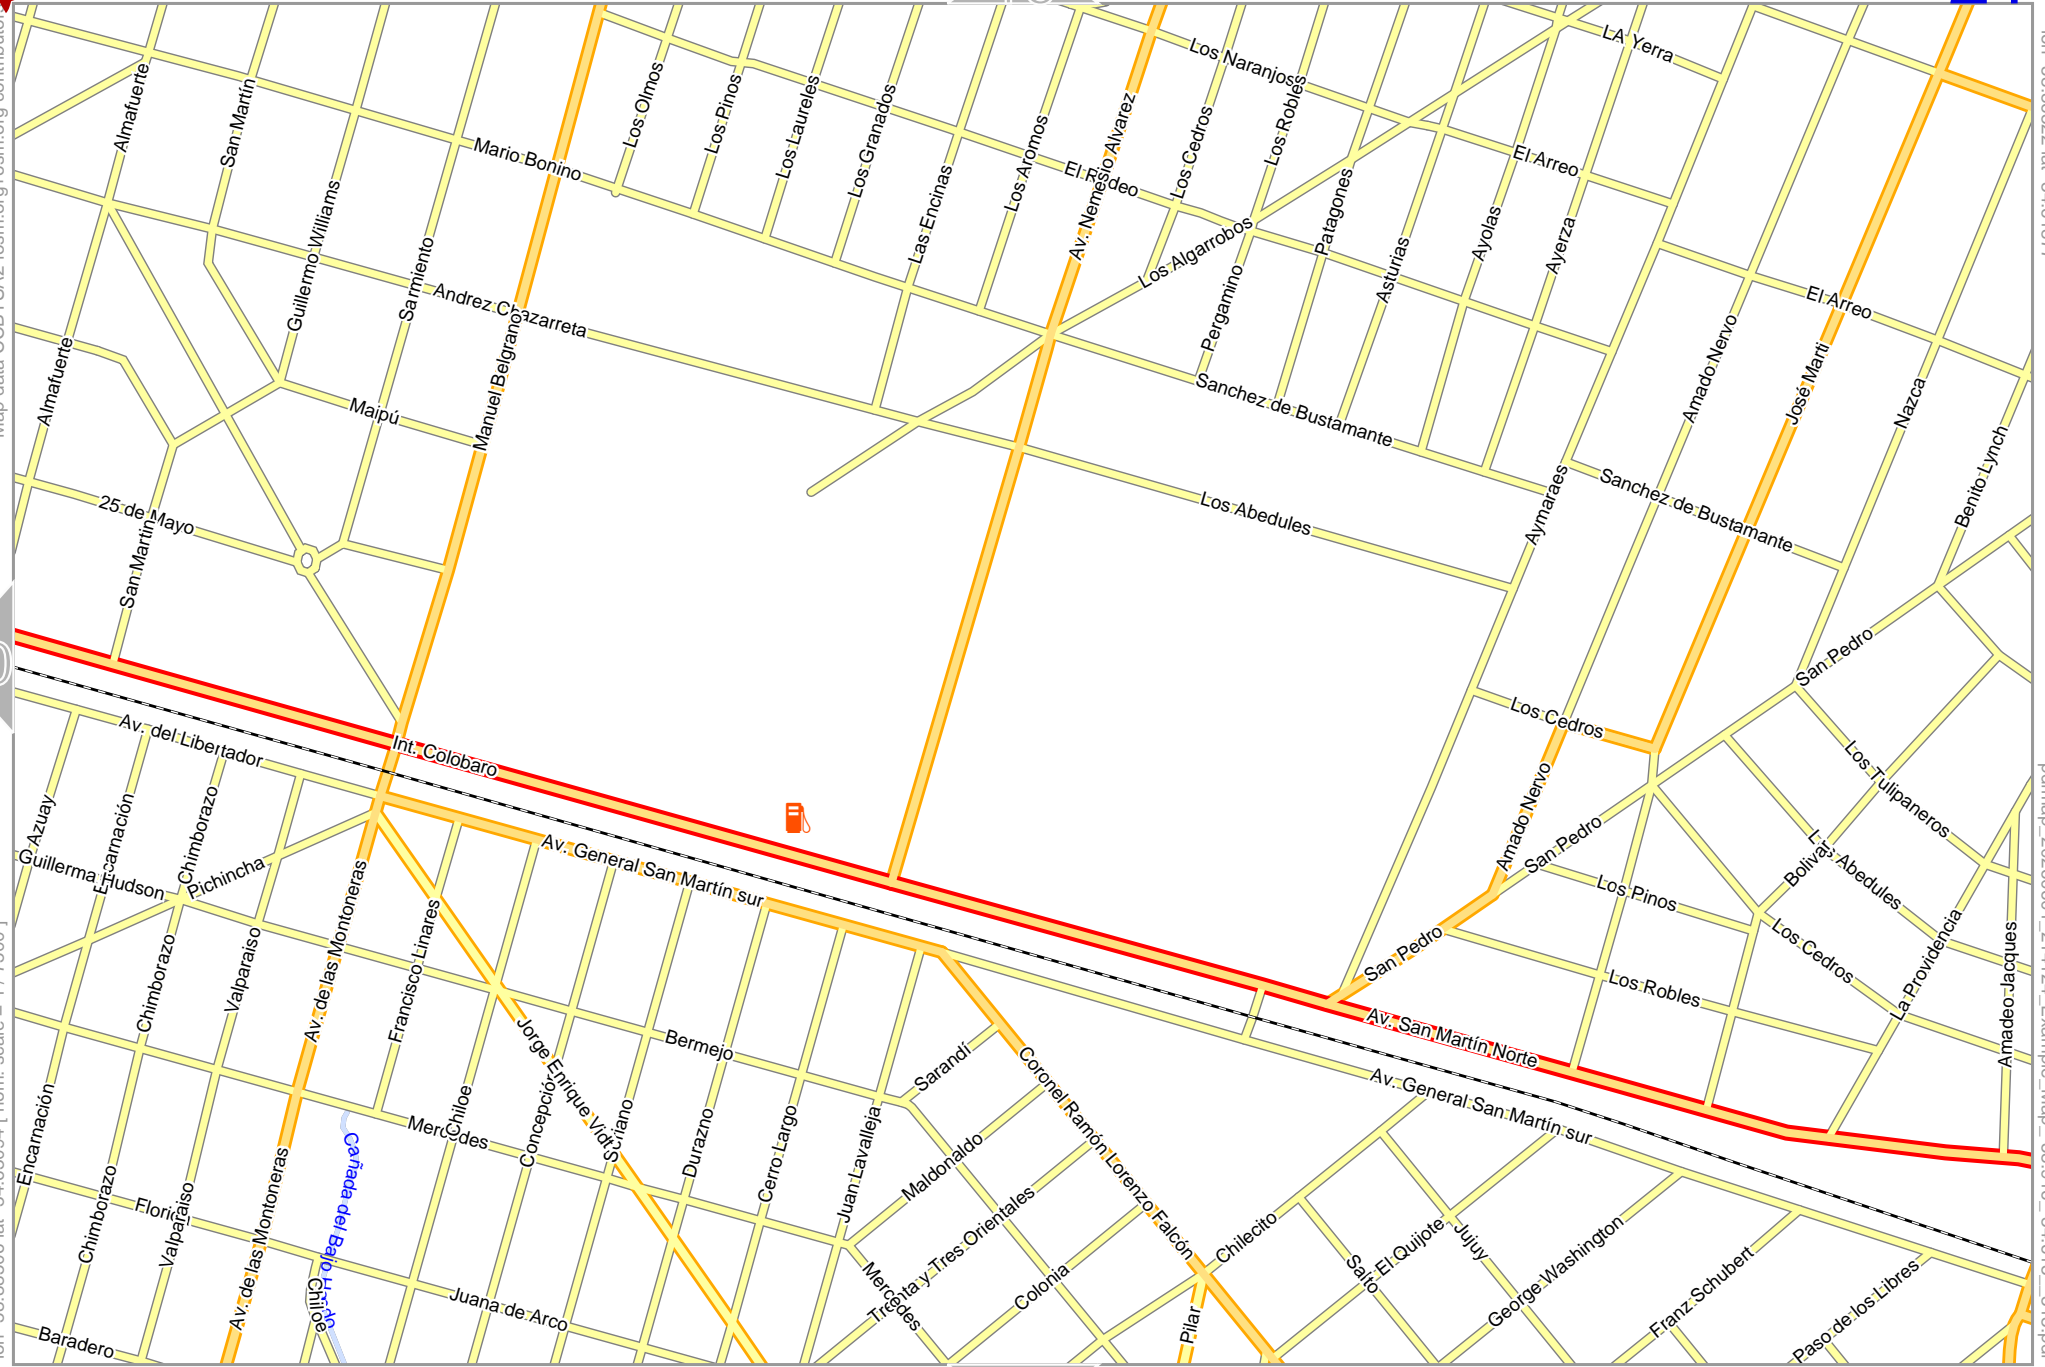 LA Yerra
Los Naranjos
Almafuerte
San Martín
Los Olmos
Los Pinos
Los Laureles
Los Granados
Los Aromos
Av. Nemesio Alvarez
Los Cedros
Los Robles
Mario Bonino
El Rodeo
El Arreo
Guillermo Williams
Sarmiento
Las Encinas
Los Algarrobos
Patagones
Asturias
Ayolas
Ayerza
Andrez Chazarreta
Pergamino
El Arreo
Almafuerte
Maipú
Manuel Belgrano
Sanchez de Bustamante
Amado Nervo
José Marti
Nazca
Benito Lynch
25 de Mayo
San Martín
Los Abedules
Aymaraes
Sanchez de Bustamante
San Pedro
Los Cedros
Av. del Libertador
Int. Colobaro
Los Tulipaneros
Azuay
Encarnación
Chimborazo
Guillerma Hudson
Pichincha
Av. General San Martín sur
Amado Nervo
San Pedro
Los Abedules
Bolivar
Los Pinos
Los Cedros
La Providencia
Amadeo Jacques
Chimborazo
Valparaiso
Av. de las Montoneras
Francisco Linares
San Pedro
Los Robles
Av. San Martín Norte
Bermejo
Jorge Enrique Vidt
Sarandí
Coronel Ramón Lorenzo Falcón
Av. General San Martín sur
Encarnación
Mercedes
Chiloe
Concepción
Durazno
Cerro Largo
Juan Lavalleja
Maldonado
Cañada del Bajo Hondo
Florida
Chimborazo
Valparaiso
Av. de las Montoneras
Treinta y Tres Orientales
Chilecito
El Quijote
Jujuy
Salto
George Washington
Franz Schubert
Paso de los Libres
Baradero
Chiloe
Juana de Arco
Mercedes
Colonia
Pilar